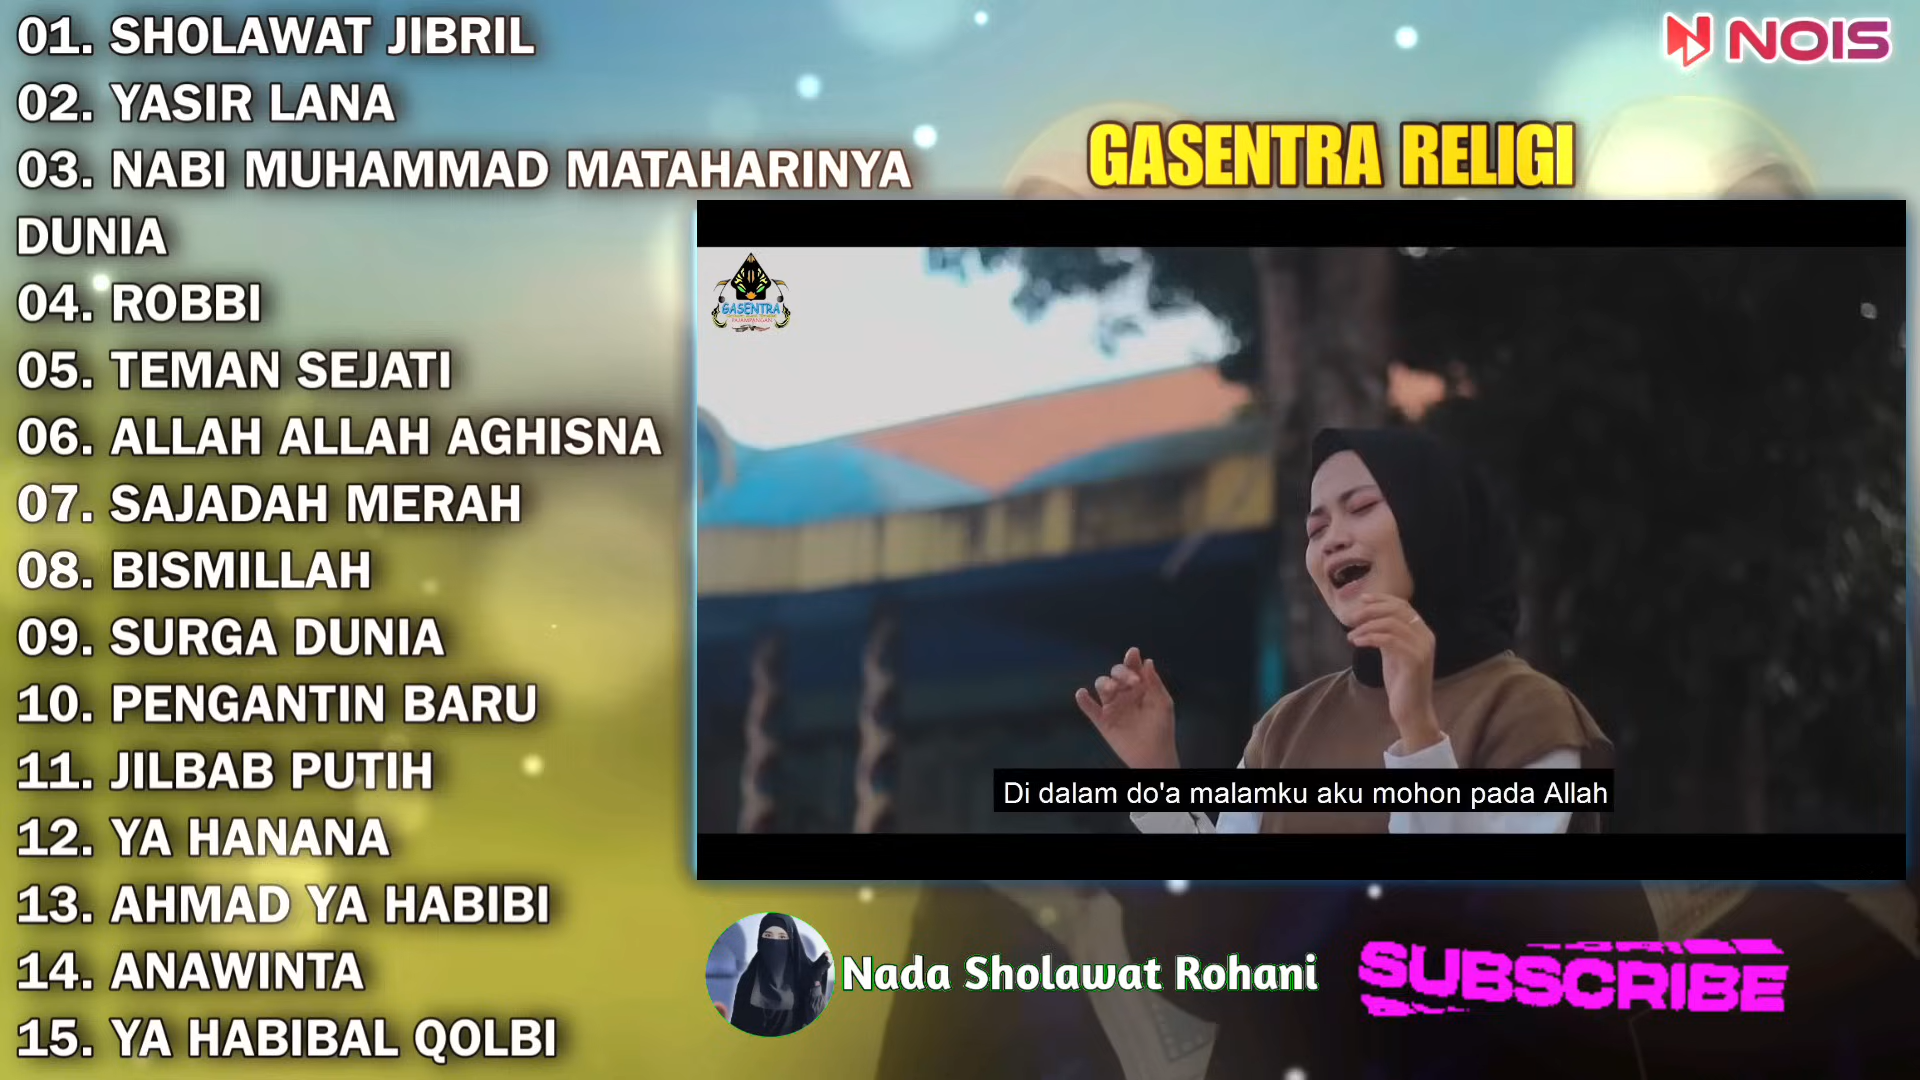 01. SHOLAWAT JIBRIL
02. YASIR LANA
03. NABI MUHAMMAD MATAHARINYA
DUNIA
04. ROBBI
05. TEMAN SEJATI
06. ALLAH ALLAH AGHISNA
07. SAJADAH MERAH
08. BISMILLAH
09. SURGA DUNIA
10. PENGANTIN BARU
11. JILBAB PUTIH
12. YA HANANA
13. AHMAD YA HABIBI
14. ANAWINTA
15. YA HABIBAL QOLBI
NOIS
GASENTRA RELIGI
GASENTRA
PAJAMPANGAN
Di dalam do'a malamku aku mohon pada Allah
Nada Sholawat Rohani
SUBSCRIBE